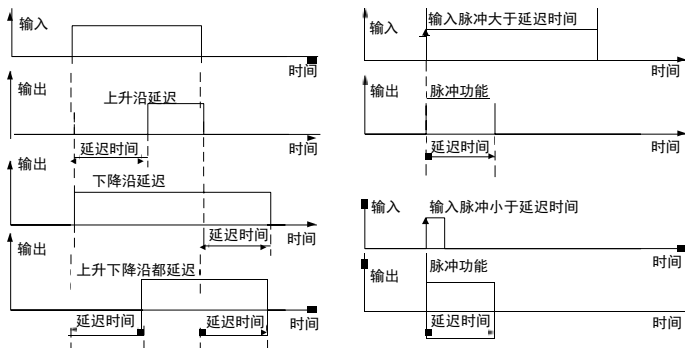 输入
时间
输出
上升沿延迟
延迟时间
时间
输出
下降沿延迟
延迟时间
时间
输出
上升下降沿都延迟
延迟时间
延迟时间
时间
输入
输入脉冲大于延迟时间
时间
输出
脉冲功能
延迟时间
时间
输入
输入脉冲小于延迟时间
时间
输出
脉冲功能
延迟时间
时间